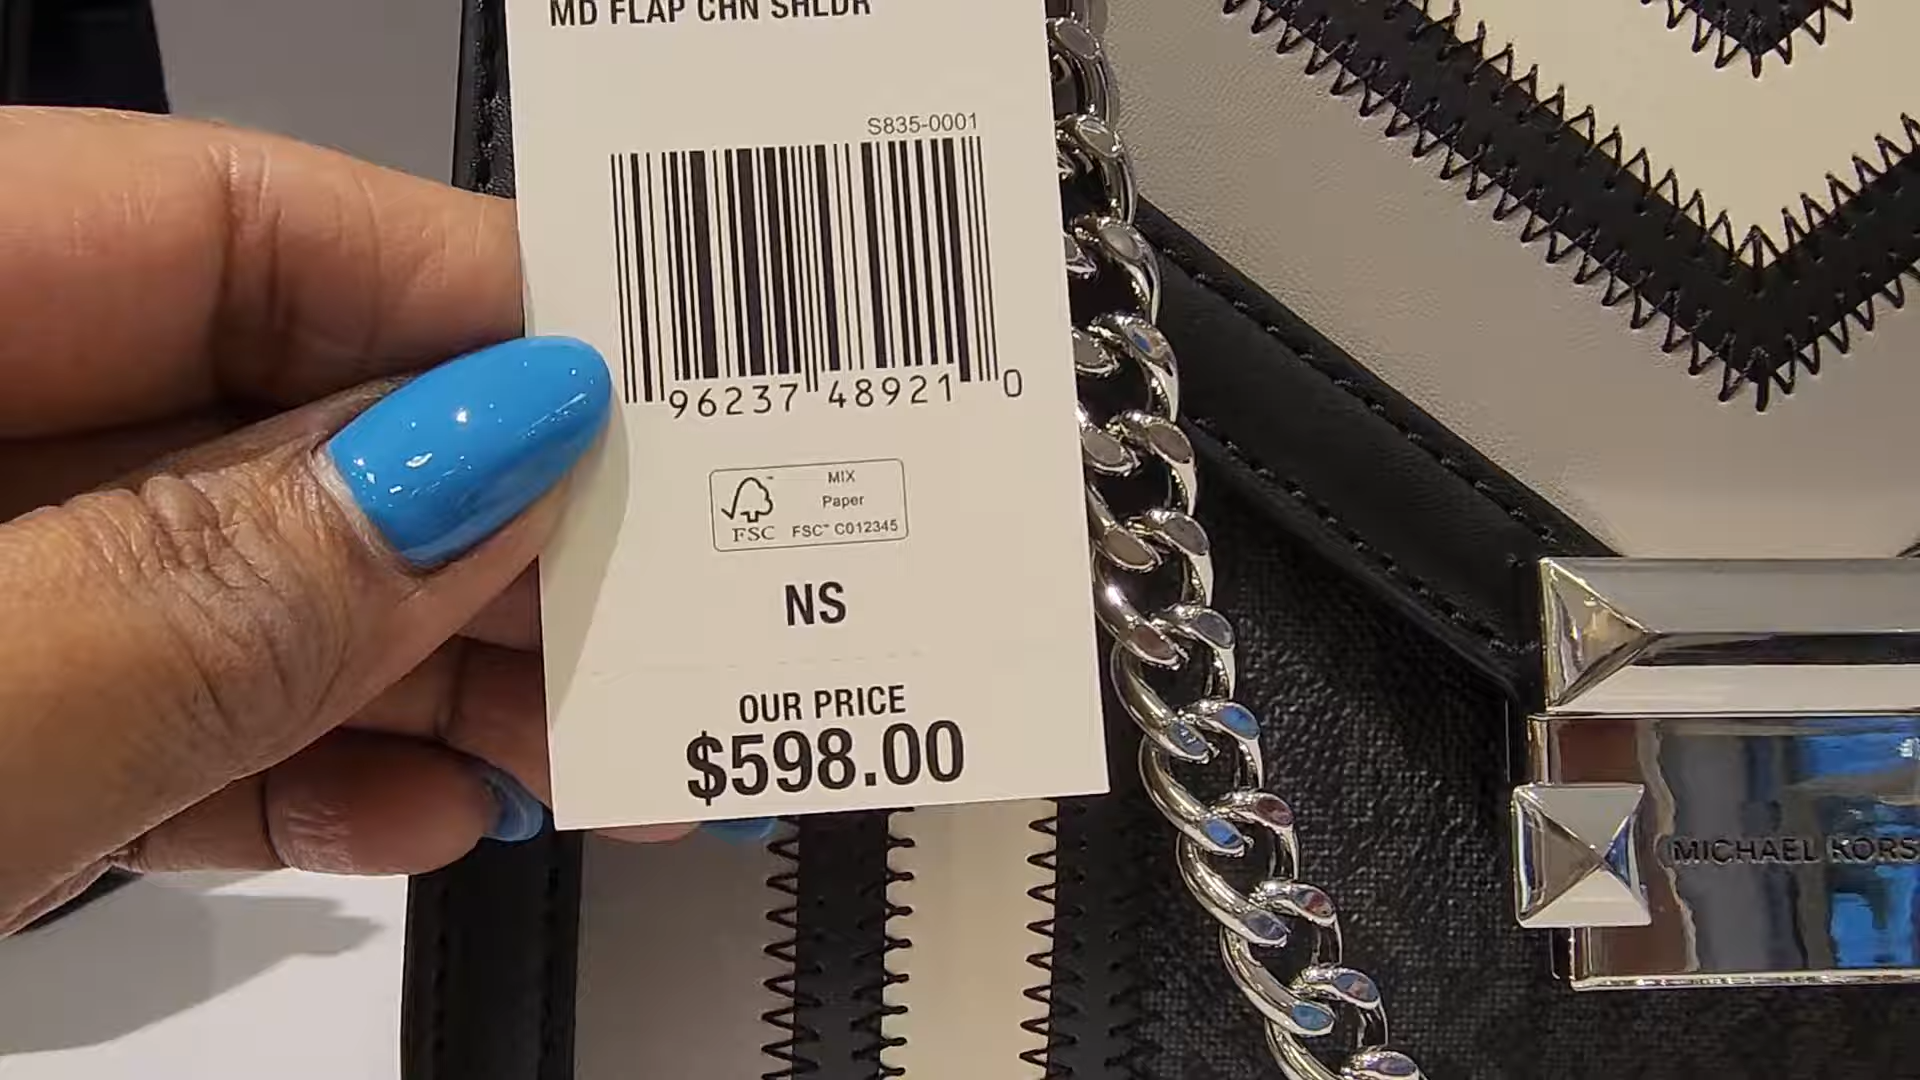 MD FLAP CHN SHLDR
S835-0001
96237 48921 0
MIX
Paper
FSC
FSC™ C012345
NS
OUR PRICE
$598.00
MICHAEL KORS